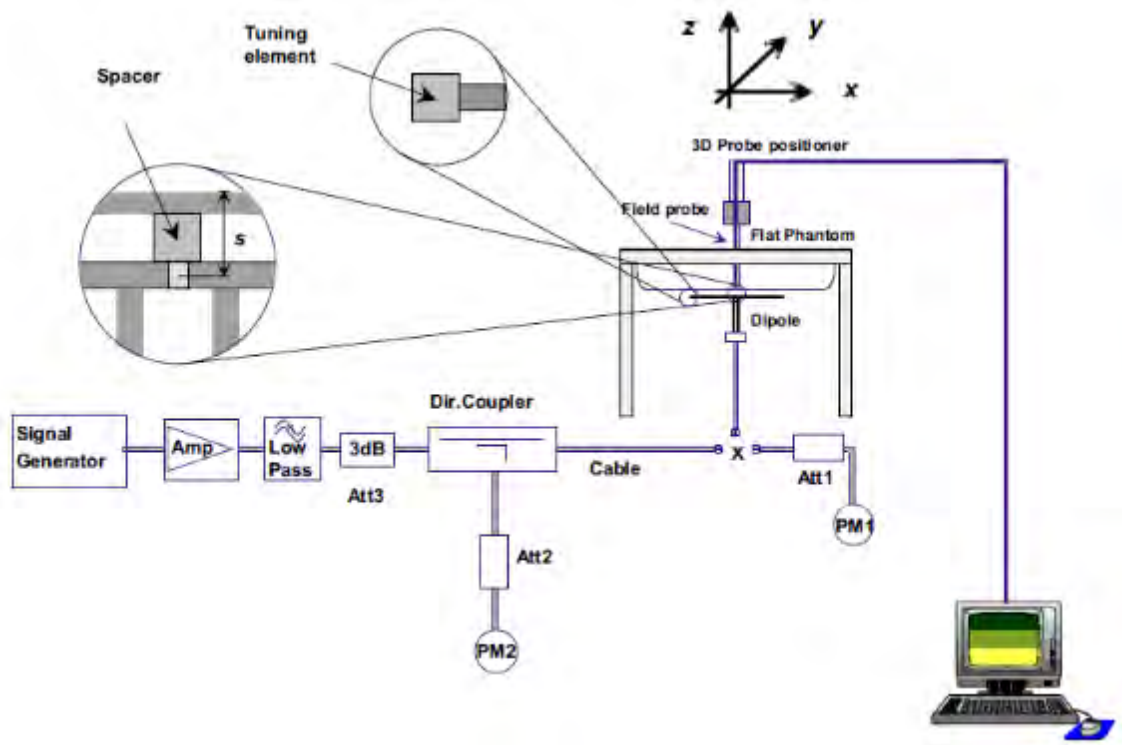 Tuning
element
Spacer
z
y
x
s
3D Probe positioner
Field probe
Flat Phantom
Dipole
Dir.Coupler
Signal
Generator
Amp
Low
Pass
3dB
Att3
Cable
x
Att1
PM1
Att2
PM2